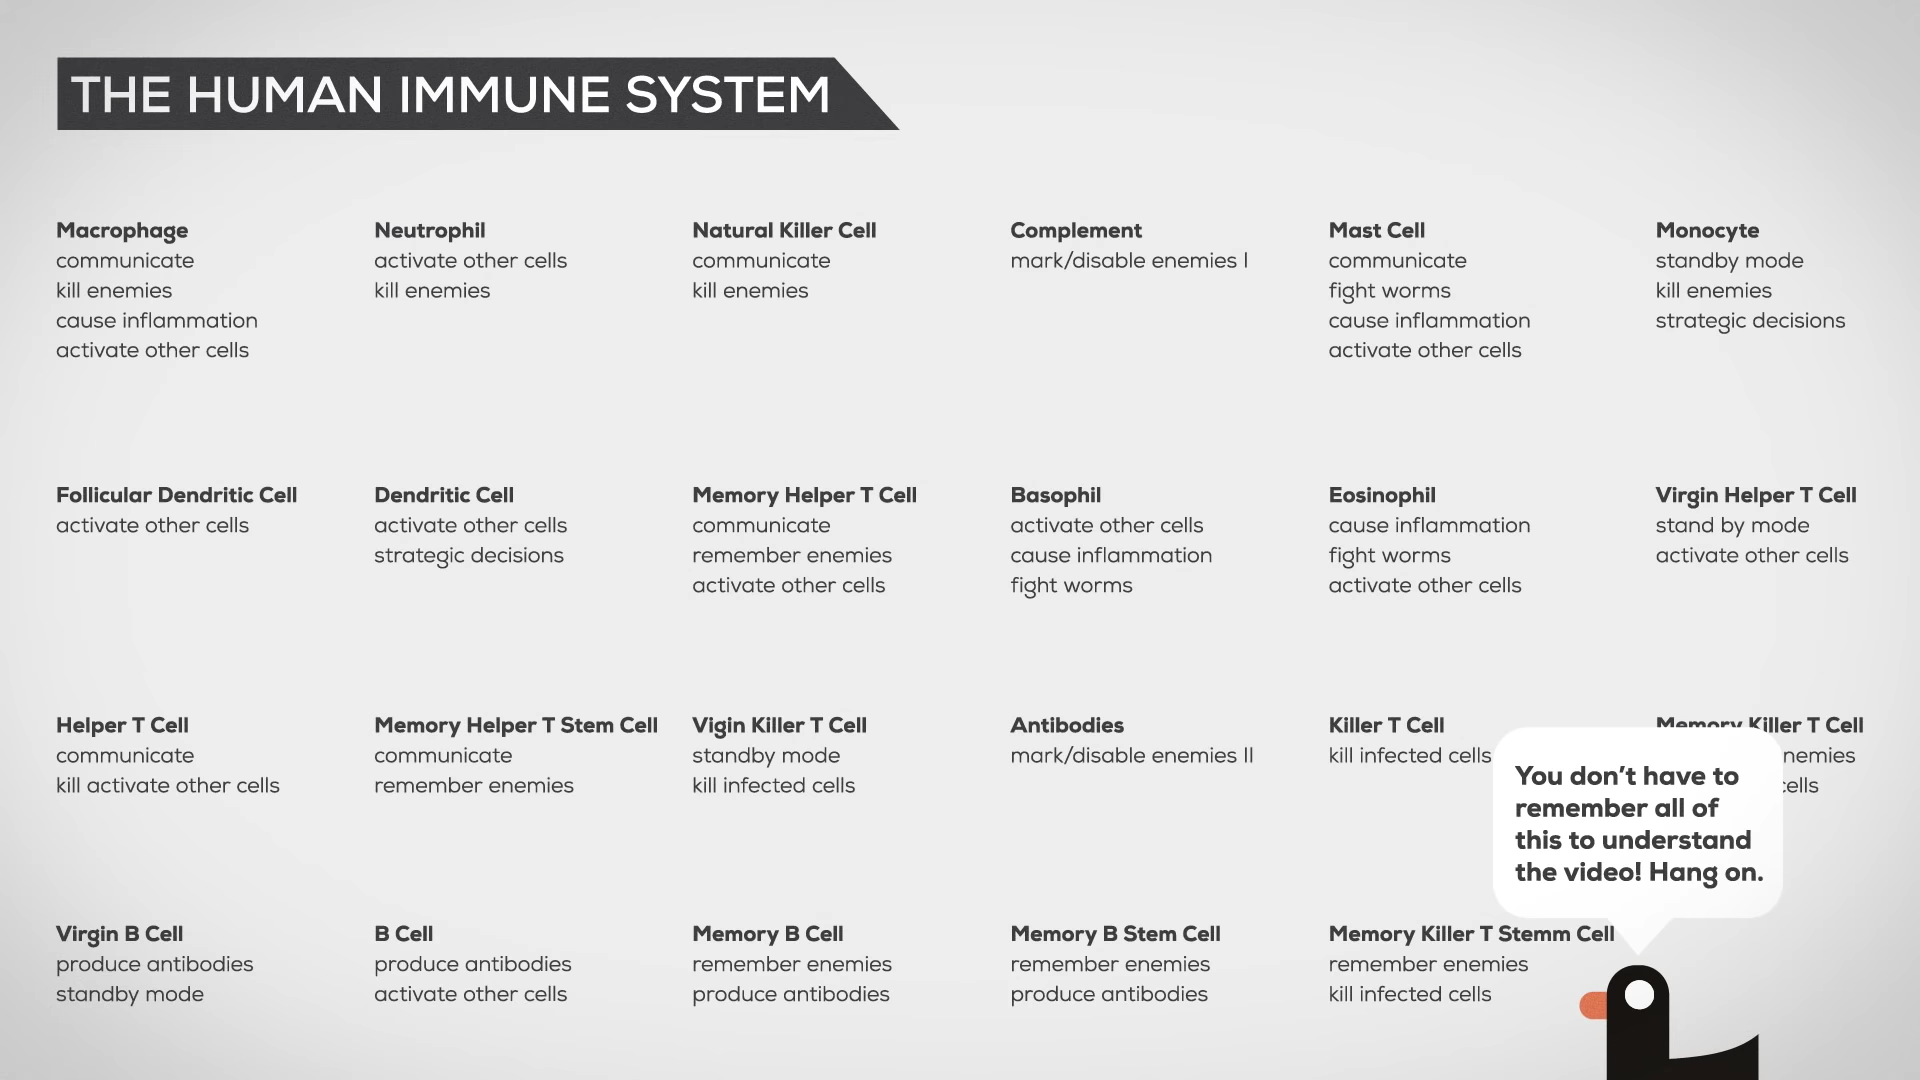 THE HUMAN IMMUNE SYSTEM
Macrophage
communicate
kill enemies
cause inflammation
activate other cells
Neutrophil
activate other cells
kill enemies
Natural Killer Cell
communicate
kill enemies
Complement
mark/disable enemies I
Mast Cell
communicate
fight worms
cause inflammation
activate other cells
Monocyte
standby mode
kill enemies
strategic decisions
Follicular Dendritic Cell
activate other cells
Dendritic Cell
activate other cells
strategic decisions
Memory Helper T Cell
communicate
remember enemies
activate other cells
Basophil
activate other cells
cause inflammation
fight worms
Eosinophil
cause inflammation
fight worms
activate other cells
Virgin Helper T Cell
stand by mode
activate other cells
Helper T Cell
communicate
kill activate other cells
Memory Helper T Stem Cell
communicate
remember enemies
Vigin Killer T Cell
standby mode
kill infected cells
Antibodies
mark/disable enemies II
Killer T Cell
kill infected cells
Memory Killer T Cell
You don't have to
remember all of
this to understand
the video! Hang on.
Virgin B Cell
produce antibodies
standby mode
B Cell
produce antibodies
activate other cells
Memory B Cell
remember enemies
produce antibodies
Memory B Stem Cell
remember enemies
produce antibodies
Memory Killer T Stemm Cell
remember enemies
kill infected cells